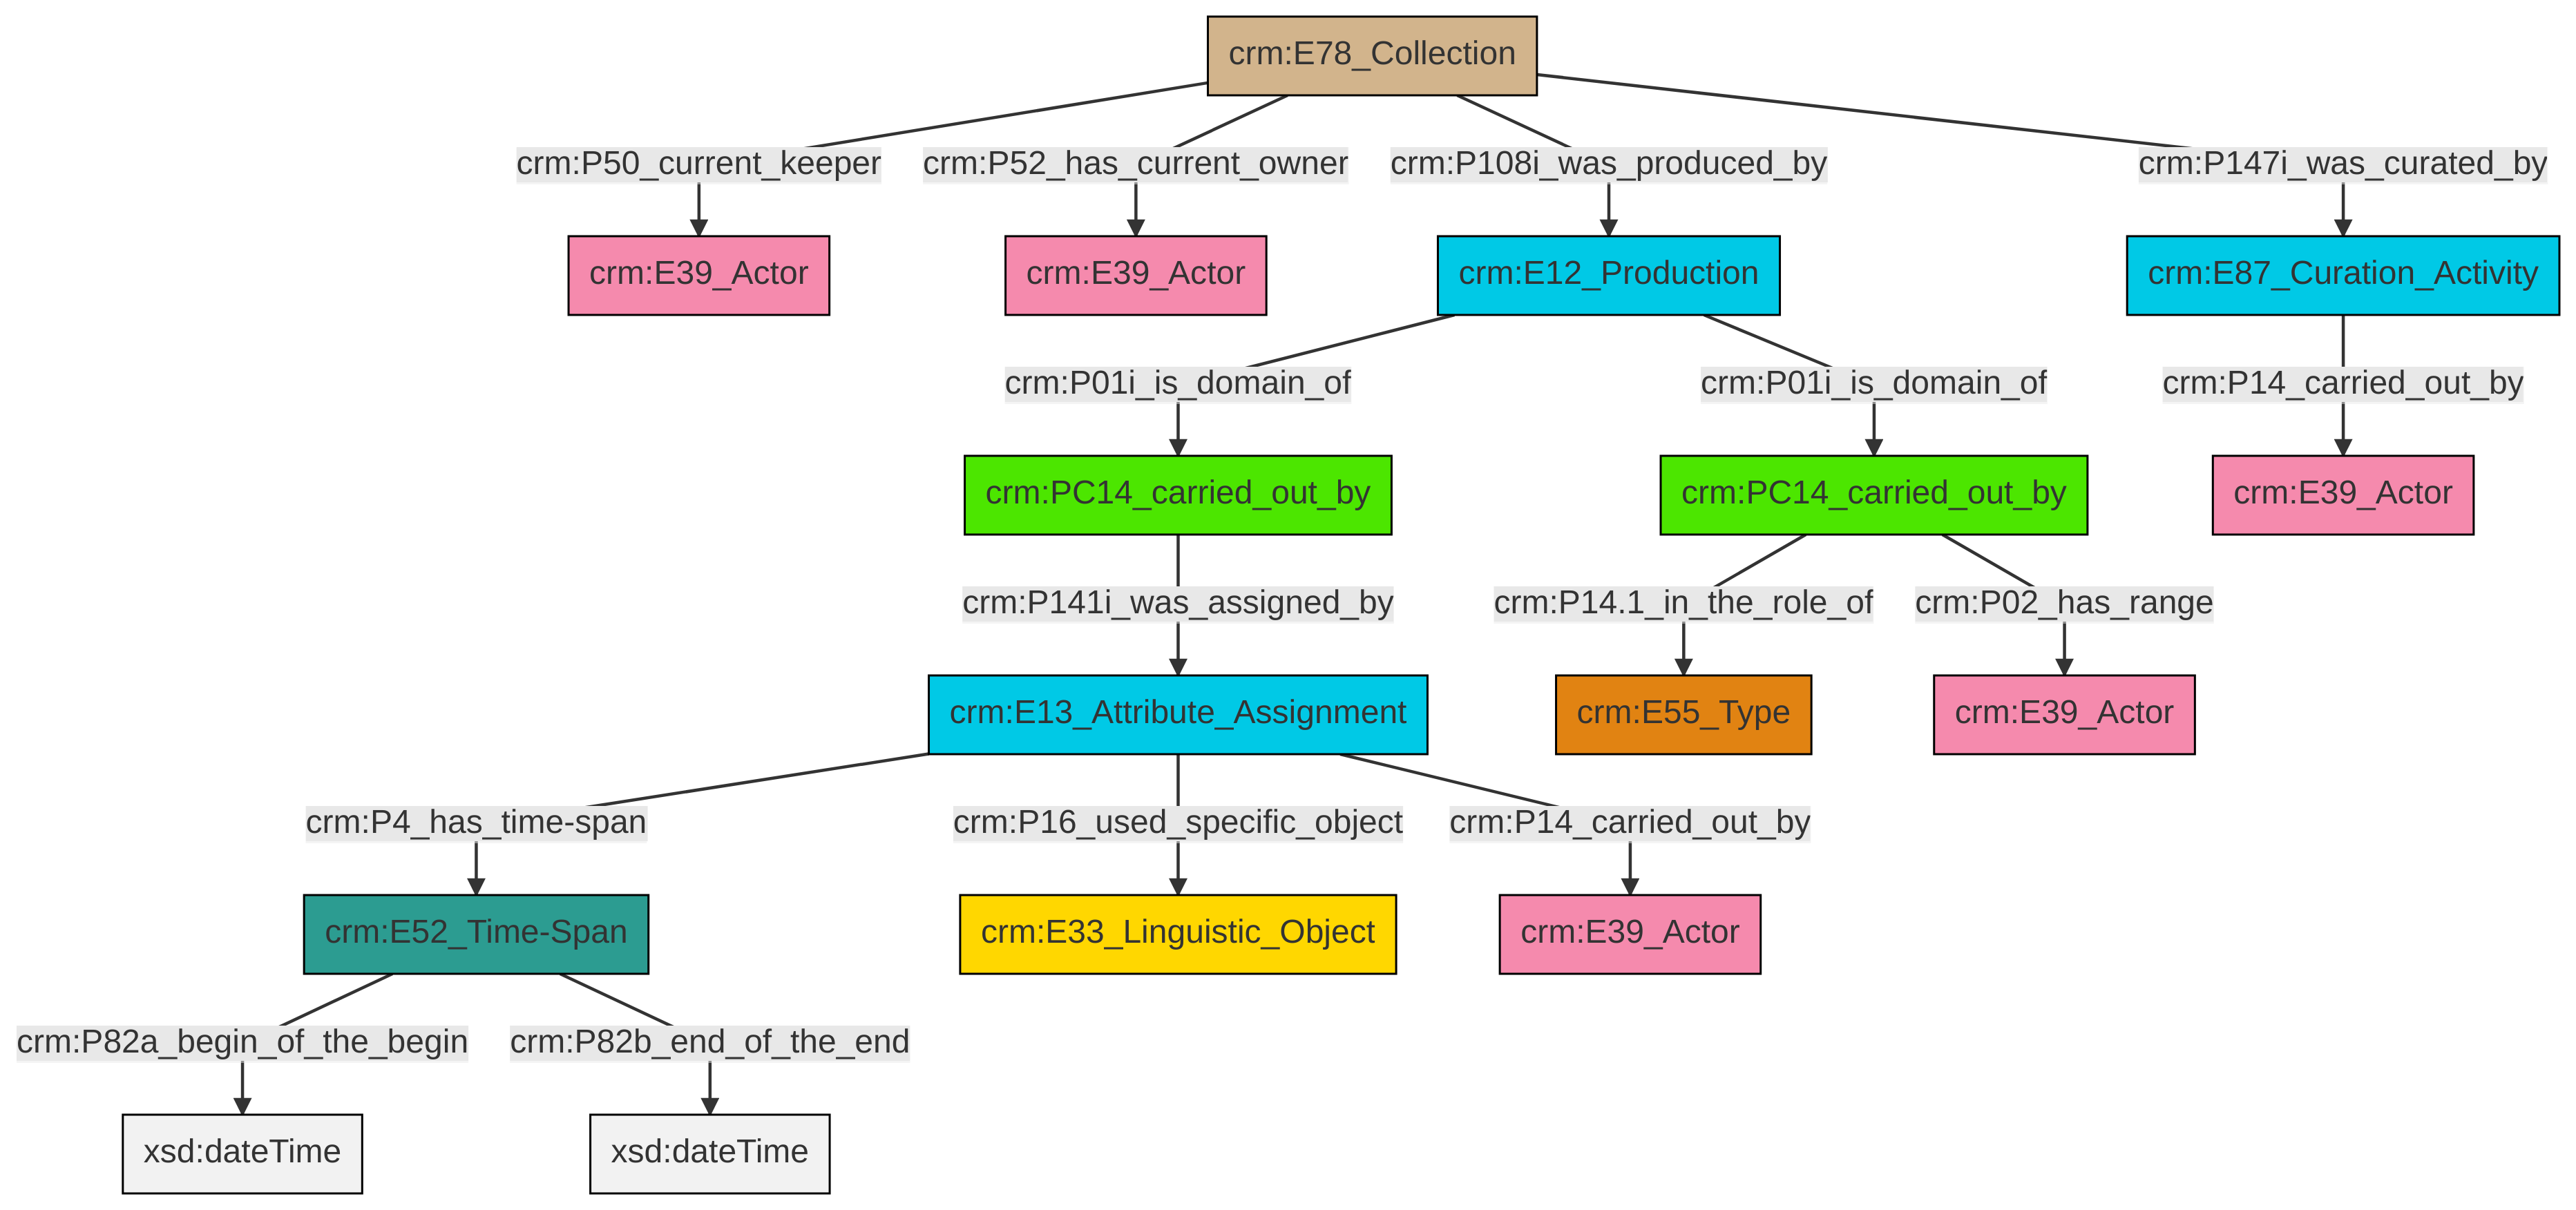 crm:E78_Collection
crm:P50_current_keeper
crm:P52_has_current_owner
crm:P108i_was_produced_by
crm:P147i_was_curated_by
crm:E39_Actor
crm:E39_Actor
crm:E12_Production
crm:E87_Curation_Activity
crm:P01i_is_domain_of
crm:P01i_is_domain_of
crm:P14_carried_out_by
crm:PC14_carried_out_by
crm:PC14_carried_out_by
crm:E39_Actor
crm:P141i_was_assigned_by
crm:P14.1_in_the_role_of
crm:P02_has_range
crm:E13_Attribute_Assignment
crm:E55_Type
crm:E39_Actor
crm:P4_has_time-span
crm:P16_used_specific_object
crm:P14_carried_out_by
crm:E52_Time-Span
crm:E33_Linguistic_Object
crm:E39_Actor
crm:P82a_begin_of_the_begin
crm:P82b_end_of_the_end
xsd:dateTime
xsd:dateTime